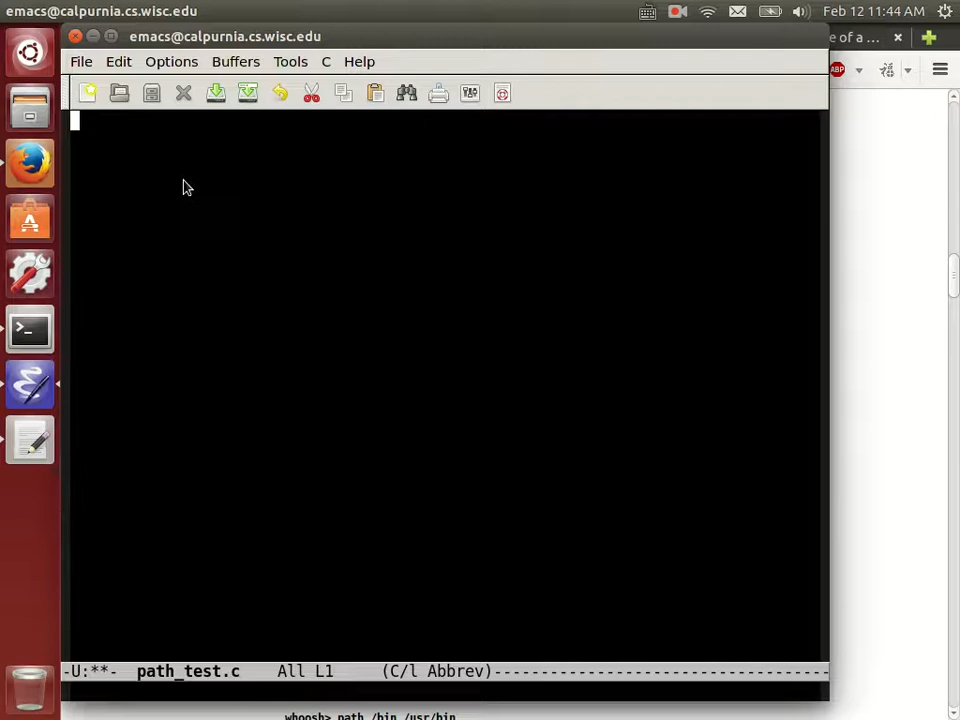 emacs@calpurnia.cs.wisc.edu
Feb 12 11:44 AM
emacs@calpurnia.cs.wisc.edu
e of a ...
File Edit Options Buffers Tools C Help
ABP
-U:**- path_test.c All L1 (C/l Abbrev)------------------------------------
whoosh> path /bin /usr/bin